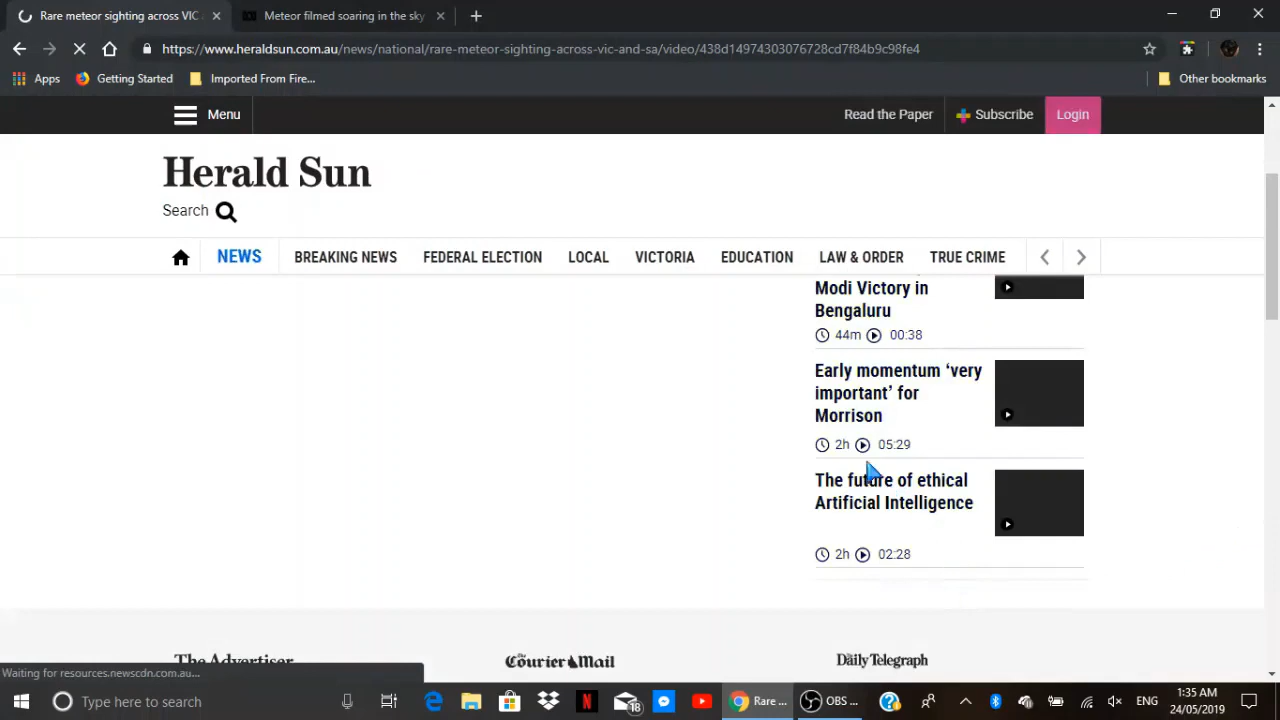 Rare meteor sighting across VIC
Meteor filmed soaring in the sky
https://www.heraldsun.com.au/news/national/rare-meteor-sighting-across-vic-and-sa/video/438d14974303076728cd7f84b9c98fe4
Apps Getting Started Imported From Fire... Other bookmarks
Menu Read the Paper Subscribe Login
Herald Sun
Search
NEWS BREAKING NEWS FEDERAL ELECTION LOCAL VICTORIA EDUCATION LAW & ORDER TRUE CRIME
Modi Victory in
Bengaluru
44m 00:38
Early momentum ‘very
important’ for
Morrison
2h 05:29
The future of ethical
Artificial Intelligence
2h 02:28
The Advertiser The Courier Mail The Daily Telegraph
Waiting for resources.newscdn.com.au...
Type here to search 18 Rare ... OBS ... ENG 1:35 AM
24/05/2019